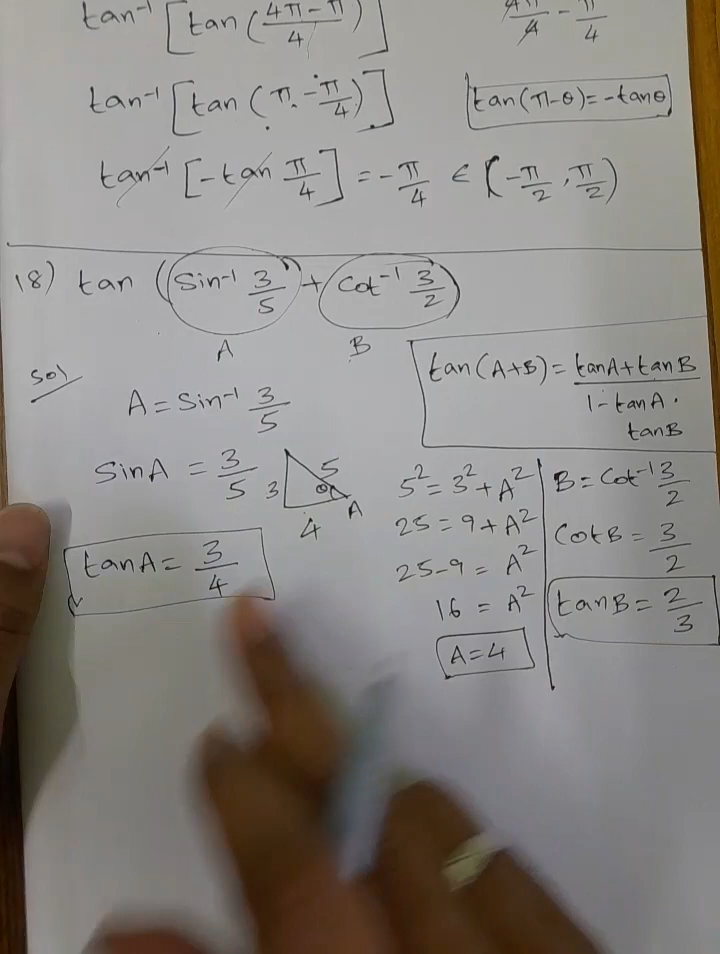 tan⁻¹ [tan (4π-π/4)] 4π/4 - π/4
tan⁻¹ [tan (π - π/4)] tan(π-θ) = -tanθ
tan⁻¹ [-tan π/4] = -π/4 ∈ (-π/2, π/2)
18) tan (Sin⁻¹ 3/5 + Cot⁻¹ 3/2)
A B
Sol
tan(A+B) = tanA+tanB/1-tanA.tanB
A = Sin⁻¹ 3/5
SinA = 3/5
3 5 θ 4 A
tanA = 3/4
5² = 3² + A²
25 = 9 + A²
25-9 = A²
16 = A²
A = 4
B = Cot⁻¹ 3/2
CotB = 3/2
tanB = 2/3